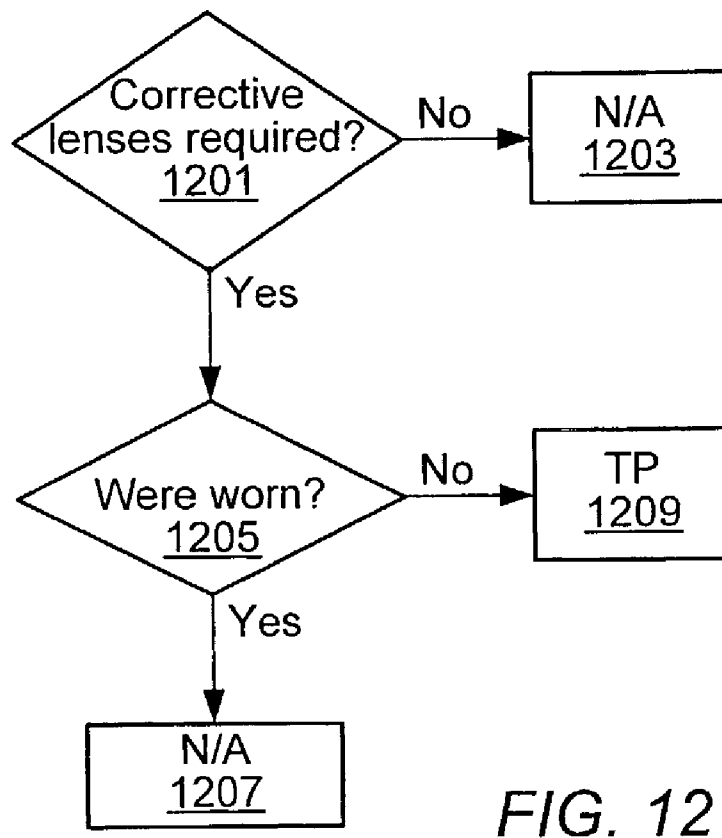 Corrective
lenses required?
1201
No
N/A
1203
Yes
Were worn?
1205
No
TP
1209
Yes
N/A
1207
FIG. 12